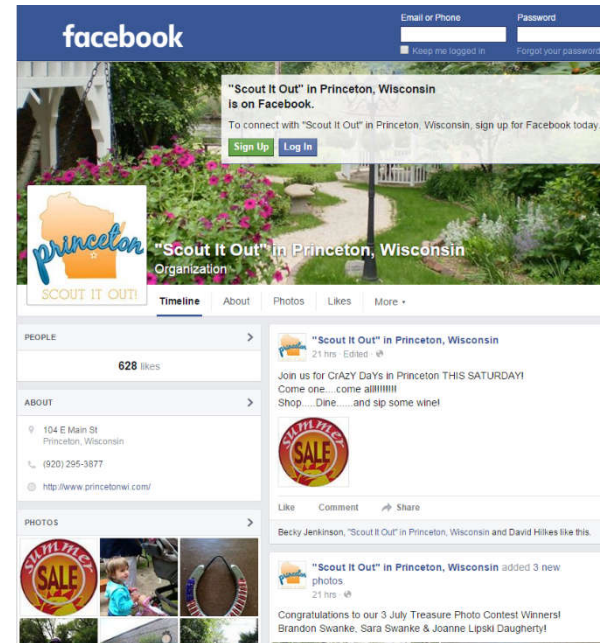 facebook
Email or Phone
Password
Keep me logged in
Forgot your password
"Scout It Out" in Princeton, Wisconsin
is on Facebook.
To connect with "Scout It Out" in Princeton, Wisconsin, sign up for Facebook today.
Sign Up Log In
princeton
SCOUT IT OUT!
"Scout It Out" in Princeton, Wisconsin
Organization
Timeline About Photos Likes More
PEOPLE
628 likes
ABOUT
104 E Main St
Princeton, Wisconsin
(920) 295-3877
http://www.princetonwi.com/
PHOTOS
summer
SALE
"Scout It Out" in Princeton, Wisconsin
21 hrs · Edited ·
Join us for CrAzY DaYs in Princeton THIS SATURDAY!
Come one....come all!!!!!!!!!
Shop.....Dine......and sip some wine!
summer
SALE
Like Comment Share
Becky Jenkinson, "Scout It Out" in Princeton, Wisconsin and David Hilkes like this.
"Scout It Out" in Princeton, Wisconsin added 3 new
photos.
21 hrs ·
Congratulations to our 3 July Treasure Photo Contest Winners!
Brandon Swanke, Sara Swanke & Joanne Lipski Daugherty!